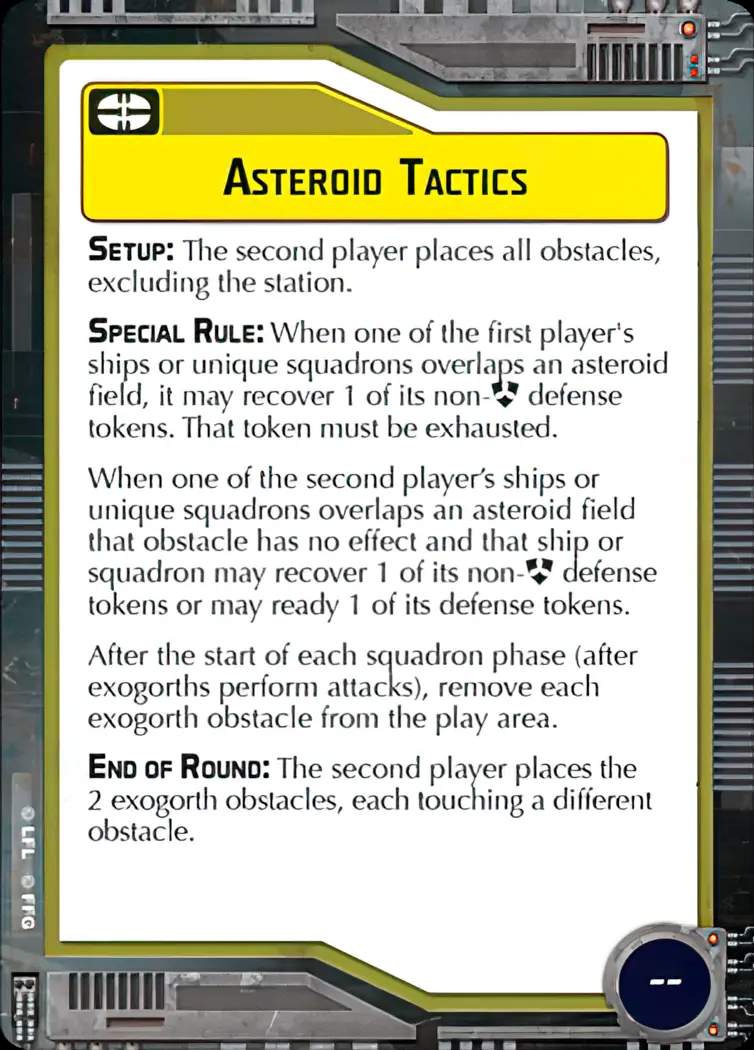 Asteroid Tactics
Setup: The second player places all obstacles,
excluding the station.
Special Rule: When one of the first player's
ships or unique squadrons overlaps an asteroid
field, it may recover 1 of its non- defense
tokens. That token must be exhausted.
When one of the second player's ships or
unique squadrons overlaps an asteroid field
that obstacle has no effect and that ship or
squadron may recover 1 of its non- defense
tokens or may ready 1 of its defense tokens.
After the start of each squadron phase (after
exogorths perform attacks), remove each
exogorth obstacle from the play area.
End of Round: The second player places the
2 exogorth obstacles, each touching a different
obstacle.
© LFL © FFG
--